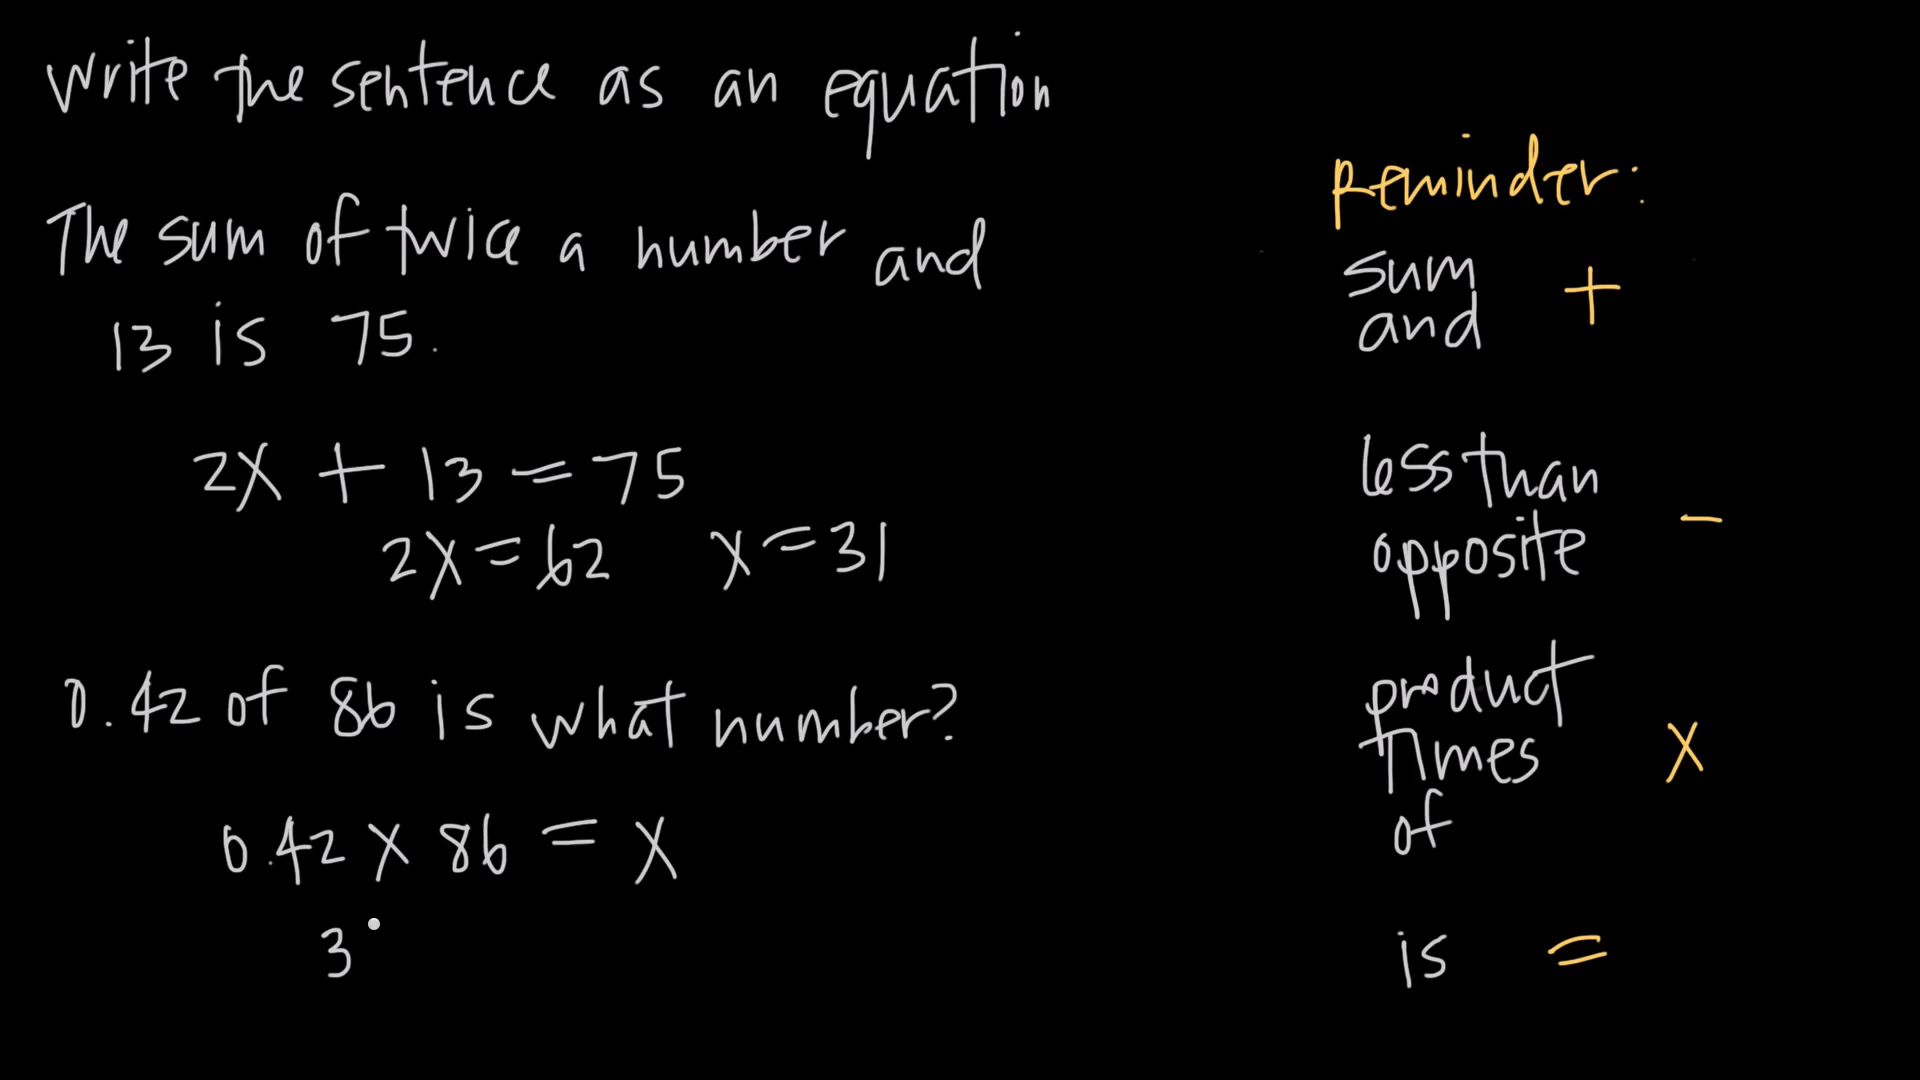 Write the sentence as an equation
The sum of twice a number and
13 is 75.
2x + 13 = 75
2x = 62 x = 31
0.42 of 86 is what number?
0.42 x 86 = x
3
reminder:
sum
and +
less than
opposite -
product
times x
of
is =